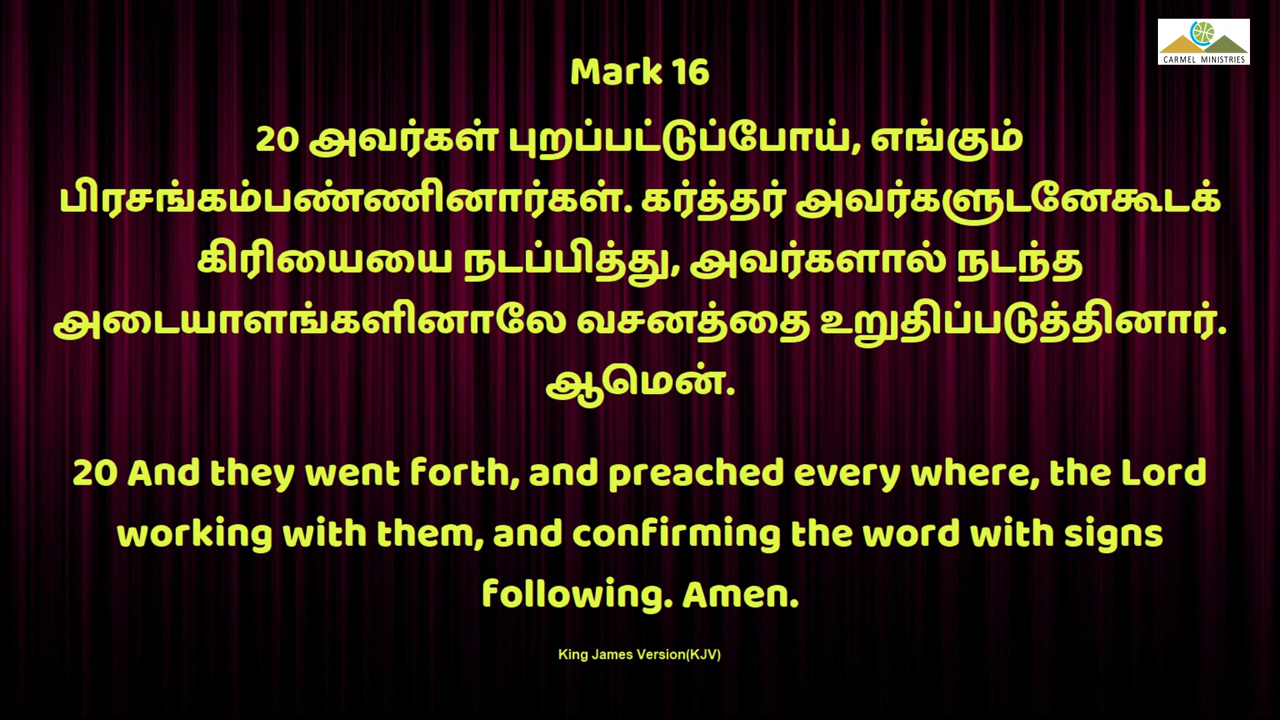 CARMEL MINISTRIES
Mark 16
20 அவர்கள் புறப்பட்டுப்போய், எங்கும்
பிரசங்கம்பண்ணினார்கள். கர்த்தர் அவர்களுடனேகூடக்
கிரியையை நடப்பித்து, அவர்களால் நடந்த
அடையாளங்களினாலே வசனத்தை உறுதிப்படுத்தினார்.
ஆமென்.
20 And they went forth, and preached every where, the Lord
working with them, and confirming the word with signs
following. Amen.
King James Version(KJV)